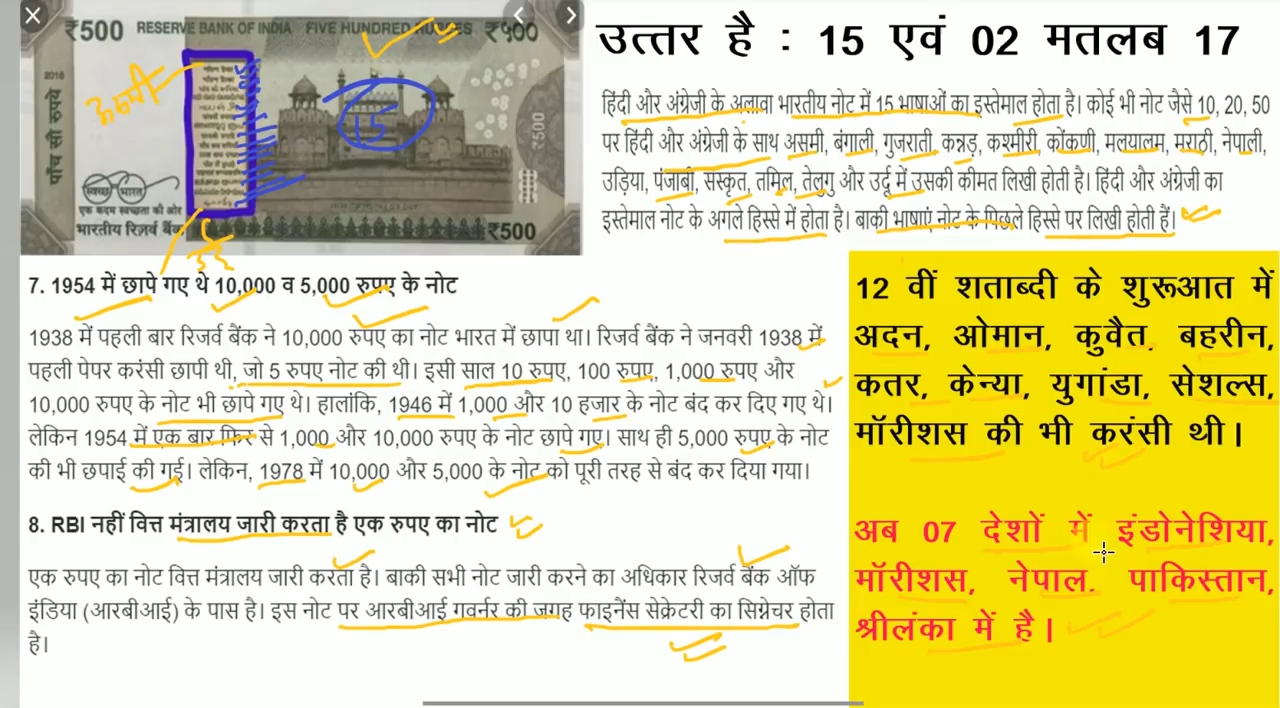 ₹500 RESERVE BANK OF INDIA FIVE HUNDRED RUPEES ₹500
2016
पाँच सौ रुपये
असमी
15
₹500
स्वच्छ भारत
एक कदम स्वच्छता की ओर
भारतीय रिज़र्व बैंक
₹500
उर्दू
उत्तर है : 15 एवं 02 मतलब 17
हिंदी और अंग्रेजी के अलावा भारतीय नोट में 15 भाषाओं का इस्तेमाल होता है। कोई भी नोट जैसे 10, 20, 50
पर हिंदी और अंग्रेजी के साथ असमी, बंगाली, गुजराती, कन्नड़, कश्मीरी, कोंकणी, मलयालम, मराठी, नेपाली,
उड़िया, पंजाबी, संस्कृत, तमिल, तेलुगु और उर्दू में उसकी कीमत लिखी होती है। हिंदी और अंग्रेजी का
इस्तेमाल नोट के अगले हिस्से में होता है। बाकी भाषाएं नोट के पिछले हिस्से पर लिखी होती हैं।
7. 1954 में छापे गए थे 10,000 व 5,000 रुपए के नोट
1938 में पहली बार रिजर्व बैंक ने 10,000 रुपए का नोट भारत में छापा था। रिजर्व बैंक ने जनवरी 1938 में
पहली पेपर करंसी छापी थी, जो 5 रुपए नोट की थी। इसी साल 10 रुपए, 100 रुपए, 1,000 रुपए और
10,000 रुपए के नोट भी छापे गए थे। हालांकि, 1946 में 1,000 और 10 हजार के नोट बंद कर दिए गए थे।
लेकिन 1954 में एक बार फिर से 1,000 और 10,000 रुपए के नोट छापे गए। साथ ही 5,000 रुपए के नोट
की भी छपाई की गई। लेकिन, 1978 में 10,000 और 5,000 के नोट को पूरी तरह से बंद कर दिया गया।
8. RBI नहीं वित्त मंत्रालय जारी करता है एक रुपए का नोट
एक रुपए का नोट वित्त मंत्रालय जारी करता है। बाकी सभी नोट जारी करने का अधिकार रिजर्व बैंक ऑफ
इंडिया (आरबीआई) के पास है। इस नोट पर आरबीआई गवर्नर की जगह फाइनैंस सेक्रेटरी का सिग्नेचर होता
है।
12 वीं शताब्दी के शुरूआत में
अदन, ओमान, कुवैत, बहरीन,
कतर, केन्या, युगांडा, सेशल्स,
मॉरीशस की भी करंसी थी।
अब 07 देशों में इंडोनेशिया,
मॉरीशस, नेपाल, पाकिस्तान,
श्रीलंका में है।